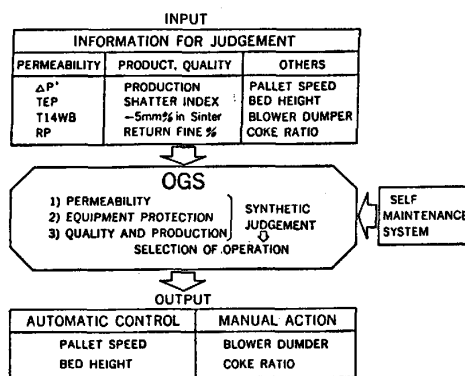 INPUT
INFORMATION FOR JUDGEMENT
PERMEABILITY PRODUCT, QUALITY OTHERS
△P' PRODUCTION PALLET SPEED
TEP SHATTER INDEX BED HEIGHT
T14WB -5mm% in Sinter BLOWER DUMPER
RP RETURN FINE % COKE RATIO
OGS
1) PERMEABILITY
2) EQUIPMENT PROTECTION
3) QUALITY AND PRODUCTION
SYNTHETIC
JUDGEMENT
SELECTION OF OPERATION
SELF
MAINTENANCE
SYSTEM
OUTPUT
AUTOMATIC CONTROL MANUAL ACTION
PALLET SPEED BLOWER DUMDER
BED HEIGHT COKE RATIO